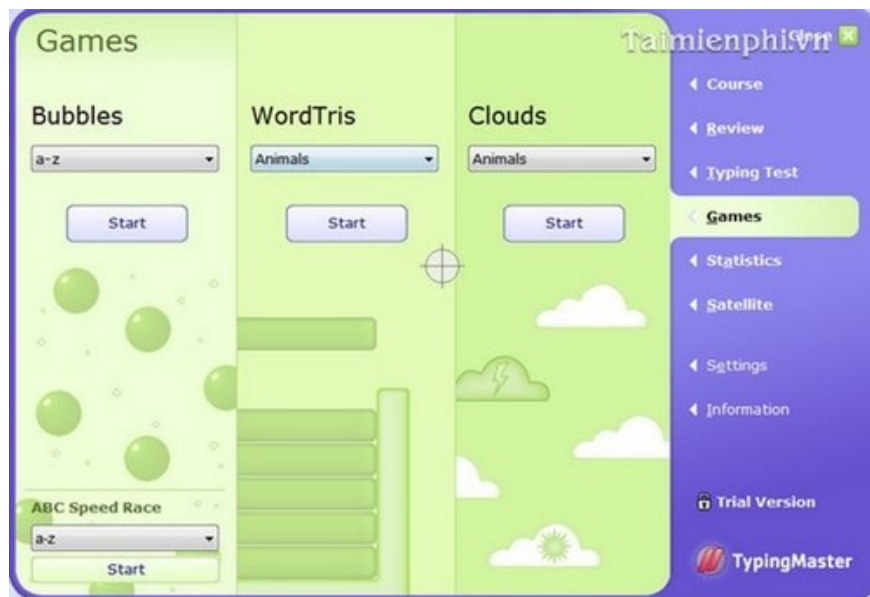 Games
Taimienphi.vn
Bubbles
a-z
Start
ABC Speed Race
a-z
Start
WordTris
Animals
Start
Clouds
Animals
Start
Course
Review
Typing Test
Games
Statistics
Satellite
Settings
Information
Trial Version
TypingMaster